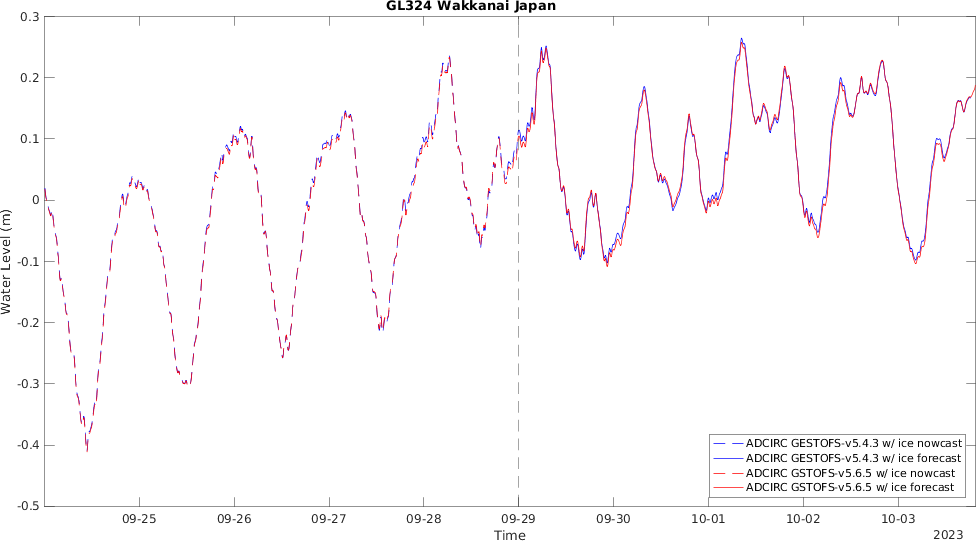 GL324 Wakkanai Japan
0.3
0.2
0.1
0
-0.1
-0.2
-0.3
-0.4
-0.5
Water Level (m)
09-25 09-26 09-27 09-28 09-29 09-30 10-01 10-02 10-03
Time
2023
ADCIRC GESTOFS-v5.4.3 w/ ice nowcast
ADCIRC GESTOFS-v5.4.3 w/ ice forecast
ADCIRC GSTOFS-v5.6.5 w/ ice nowcast
ADCIRC GSTOFS-v5.6.5 w/ ice forecast